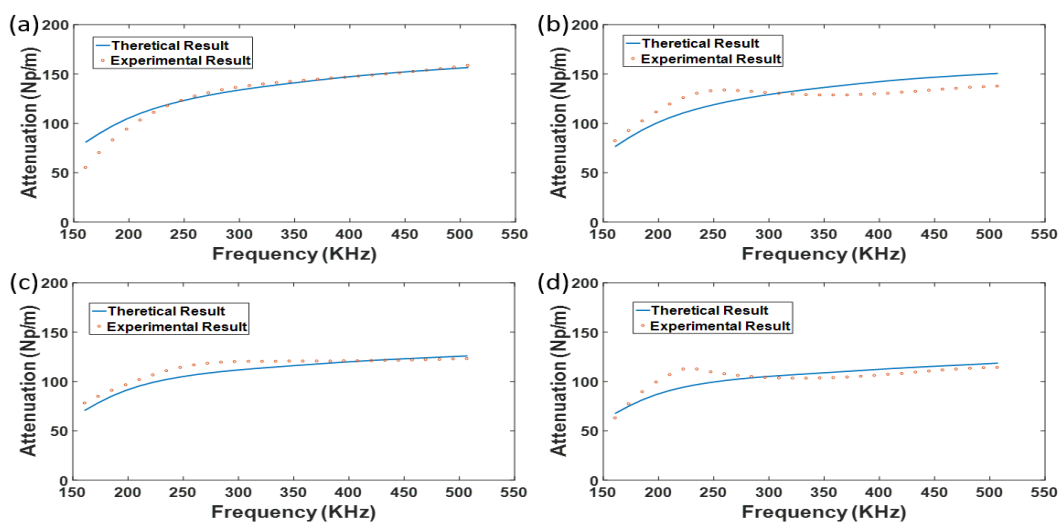 (a)
200
150
100
50
0
Attenuation (Np/m)
Theretical Result
Experimental Result
150 200 250 300 350 400 450 500 550
Frequency (KHz)
(b)
200
150
100
50
0
Attenuation (Np/m)
Theretical Result
Experimental Result
150 200 250 300 350 400 450 500 550
Frequency (KHz)
(c)
200
150
100
50
0
Attenuation (Np/m)
Theretical Result
Experimental Result
150 200 250 300 350 400 450 500 550
Frequency (KHz)
(d)
200
150
100
50
0
Attenuation (Np/m)
Theretical Result
Experimental Result
150 200 250 300 350 400 450 500 550
Frequency (KHz)